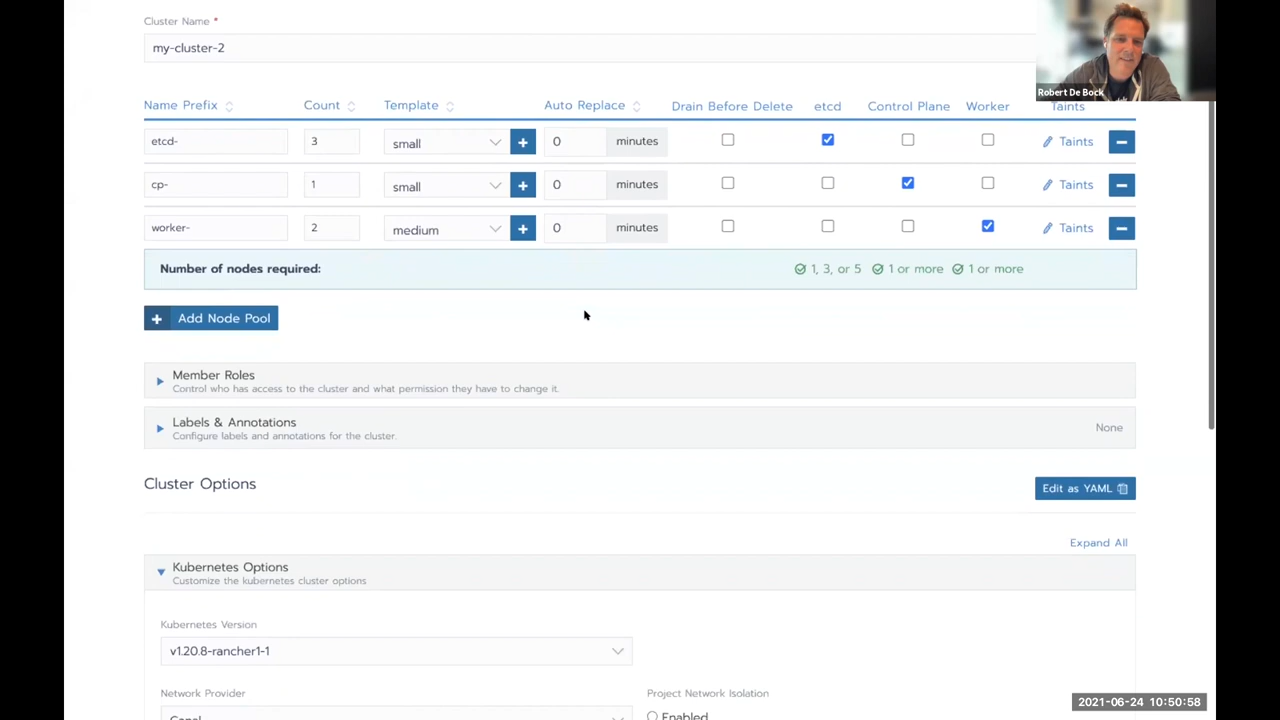 Cluster Name *
my-cluster-2
Robert De Bock
Name Prefix Count Template Auto Replace Drain Before Delete etcd Control Plane Worker Taints
etcd- 3 small + 0 minutes Taints
cp- 1 small + 0 minutes Taints
worker- 2 medium + 0 minutes Taints
Number of nodes required: 1, 3, or 5 1 or more 1 or more
+ Add Node Pool
Member Roles
Control who has access to the cluster and what permission they have to change it.
Labels & Annotations
Configure labels and annotations for the cluster.
None
Cluster Options
Edit as YAML
Expand All
Kubernetes Options
Customize the kubernetes cluster options
Kubernetes Version
v1.20.8-rancher1-1
Network Provider Project Network Isolation
Canal Enabled
2021-06-24 10:50:58